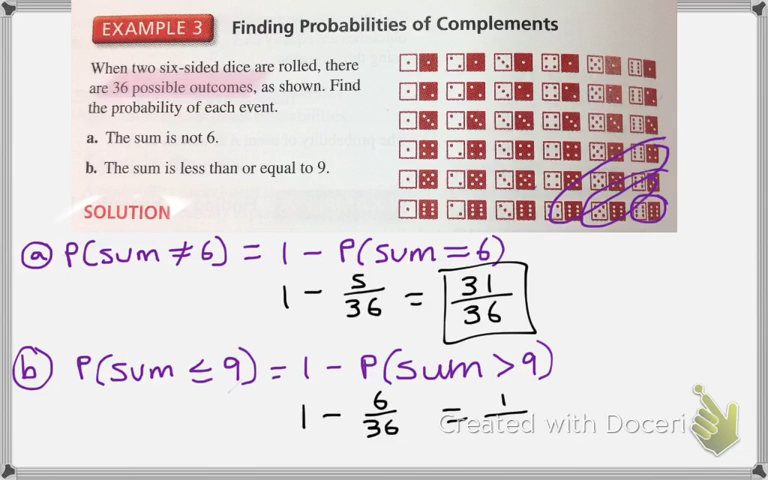 EXAMPLE 3 Finding Probabilities of Complements
When two six-sided dice are rolled, there
are 36 possible outcomes, as shown. Find
the probability of each event.
a. The sum is not 6.
b. The sum is less than or equal to 9.
SOLUTION
ⓐ P(sum ≠ 6) = 1 - P(sum = 6)
1 - 5/36 = 31/36
ⓑ P(sum ≤ 9) = 1 - P(sum > 9)
1 - 6/36 = 1
Created with Doceri